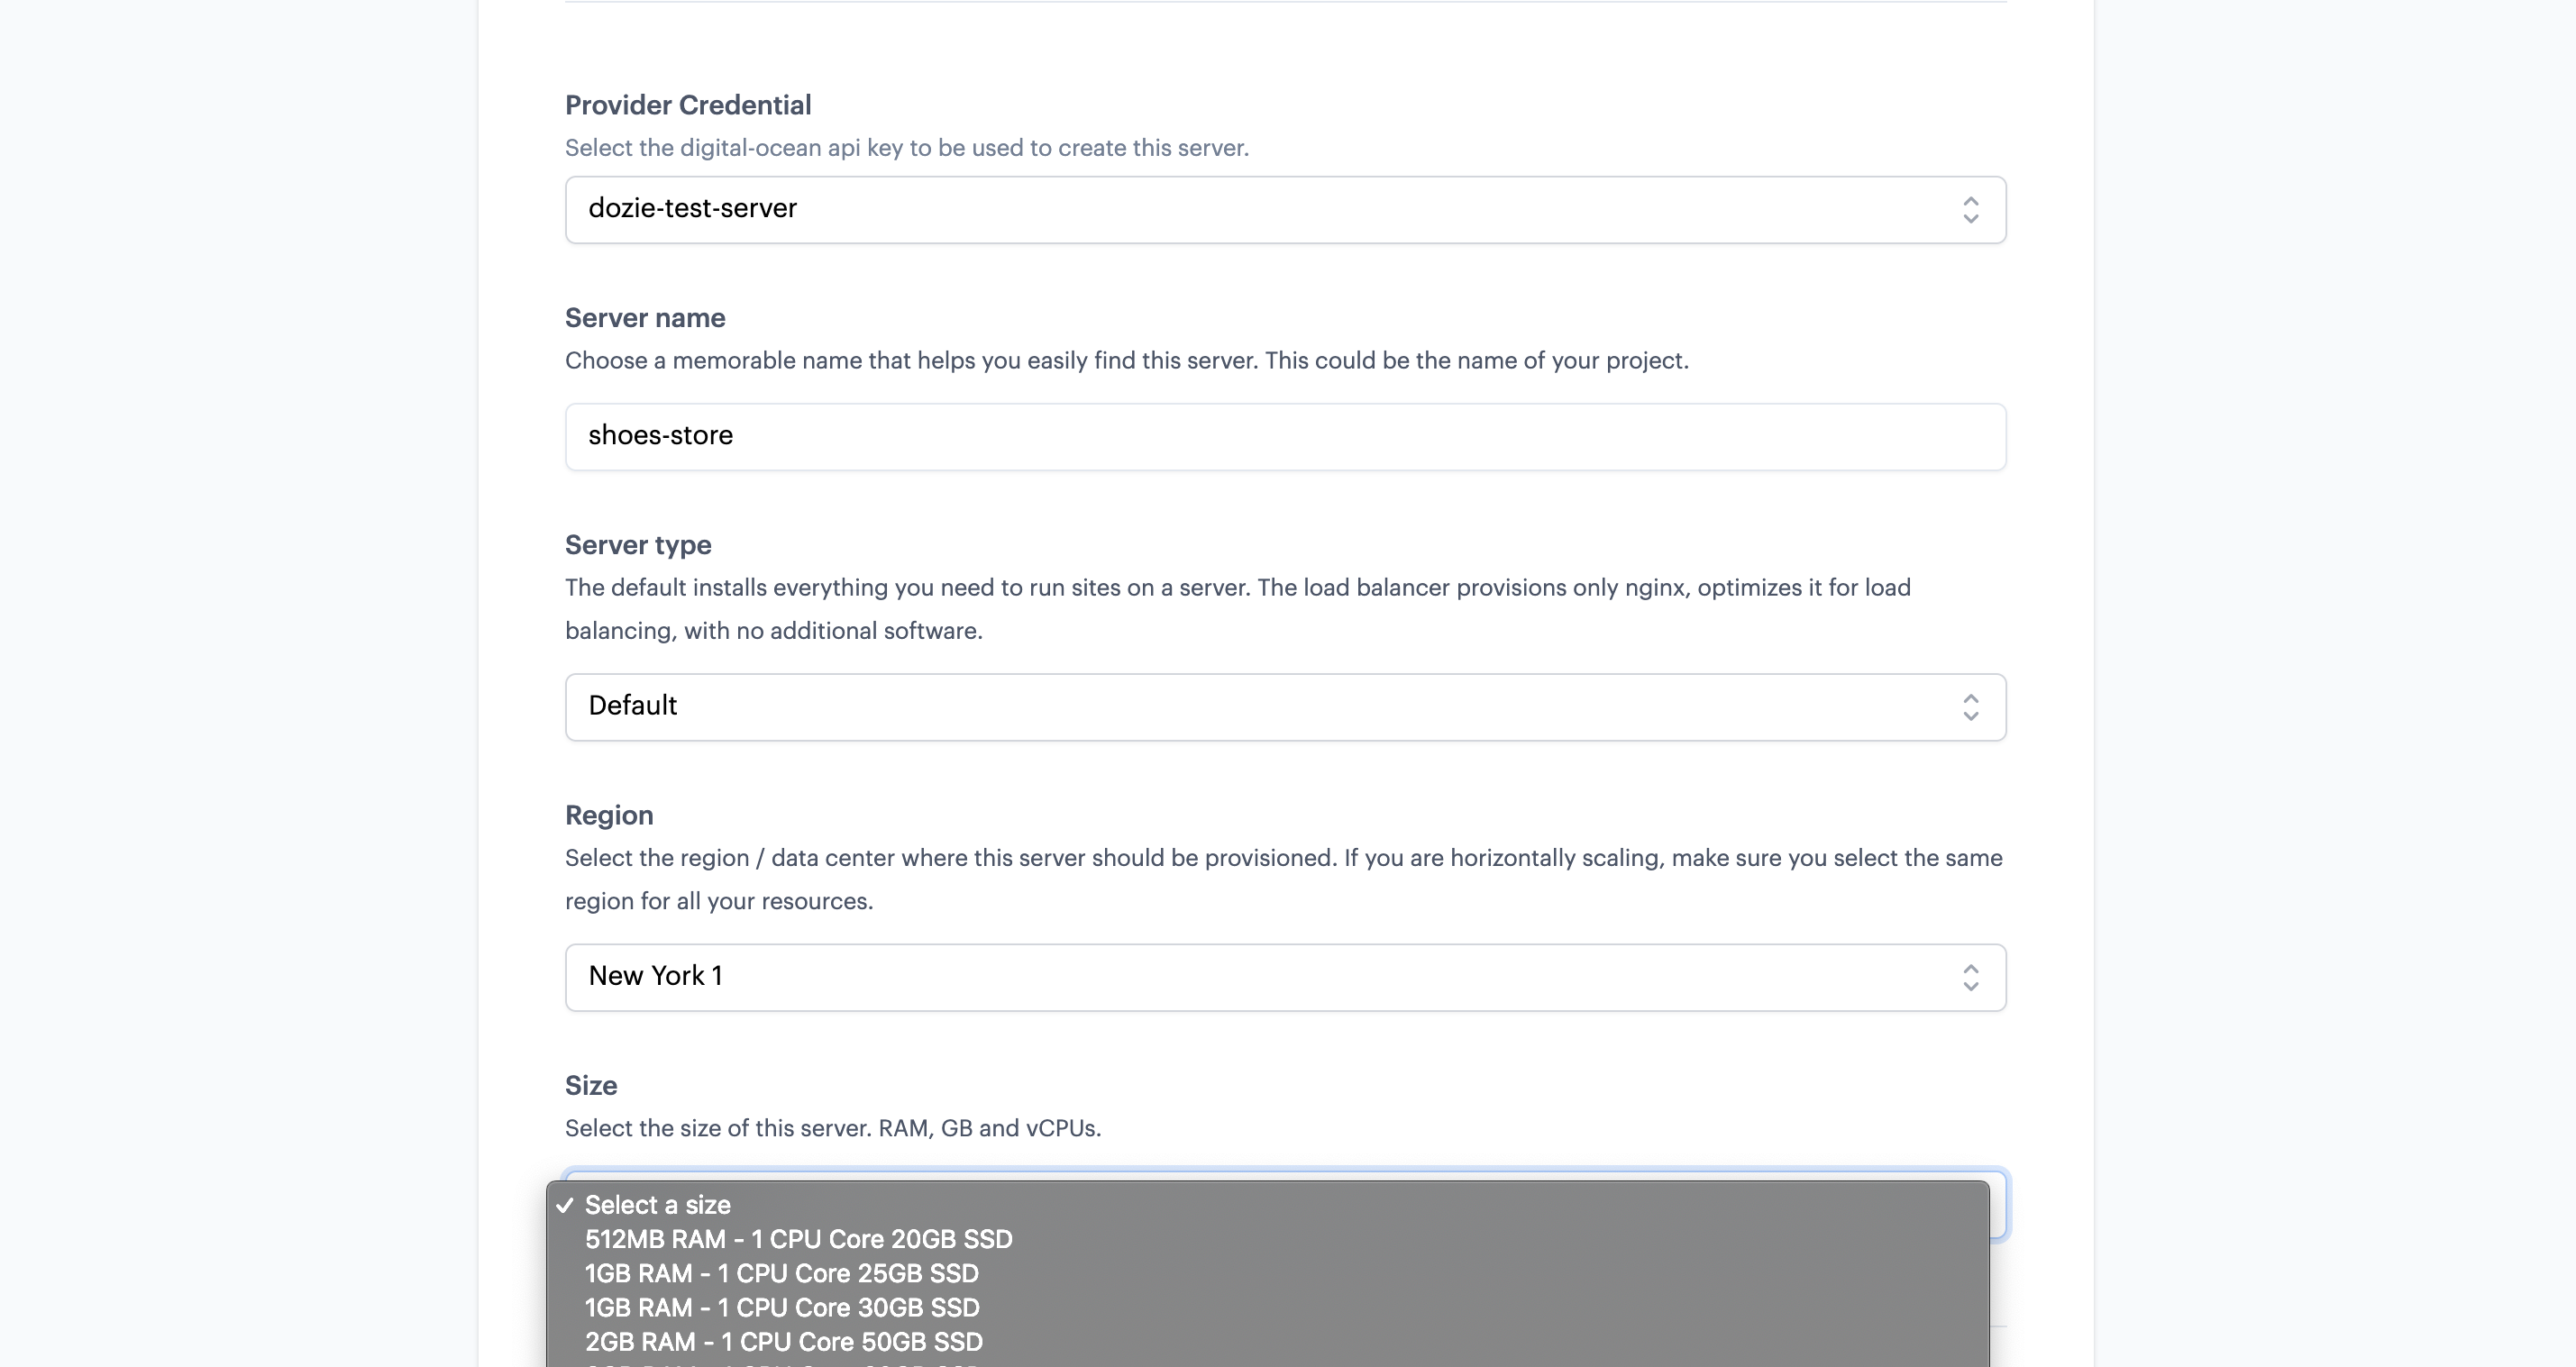 Provider Credential
Select the digital-ocean api key to be used to create this server.
dozie-test-server
Server name
Choose a memorable name that helps you easily find this server. This could be the name of your project.
shoes-store
Server type
The default installs everything you need to run sites on a server. The load balancer provisions only nginx, optimizes it for load
balancing, with no additional software.
Default
Region
Select the region / data center where this server should be provisioned. If you are horizontally scaling, make sure you select the same
region for all your resources.
New York 1
Size
Select the size of this server. RAM, GB and vCPUs.
✓ Select a size
512MB RAM - 1 CPU Core 20GB SSD
1GB RAM - 1 CPU Core 25GB SSD
1GB RAM - 1 CPU Core 30GB SSD
2GB RAM - 1 CPU Core 50GB SSD